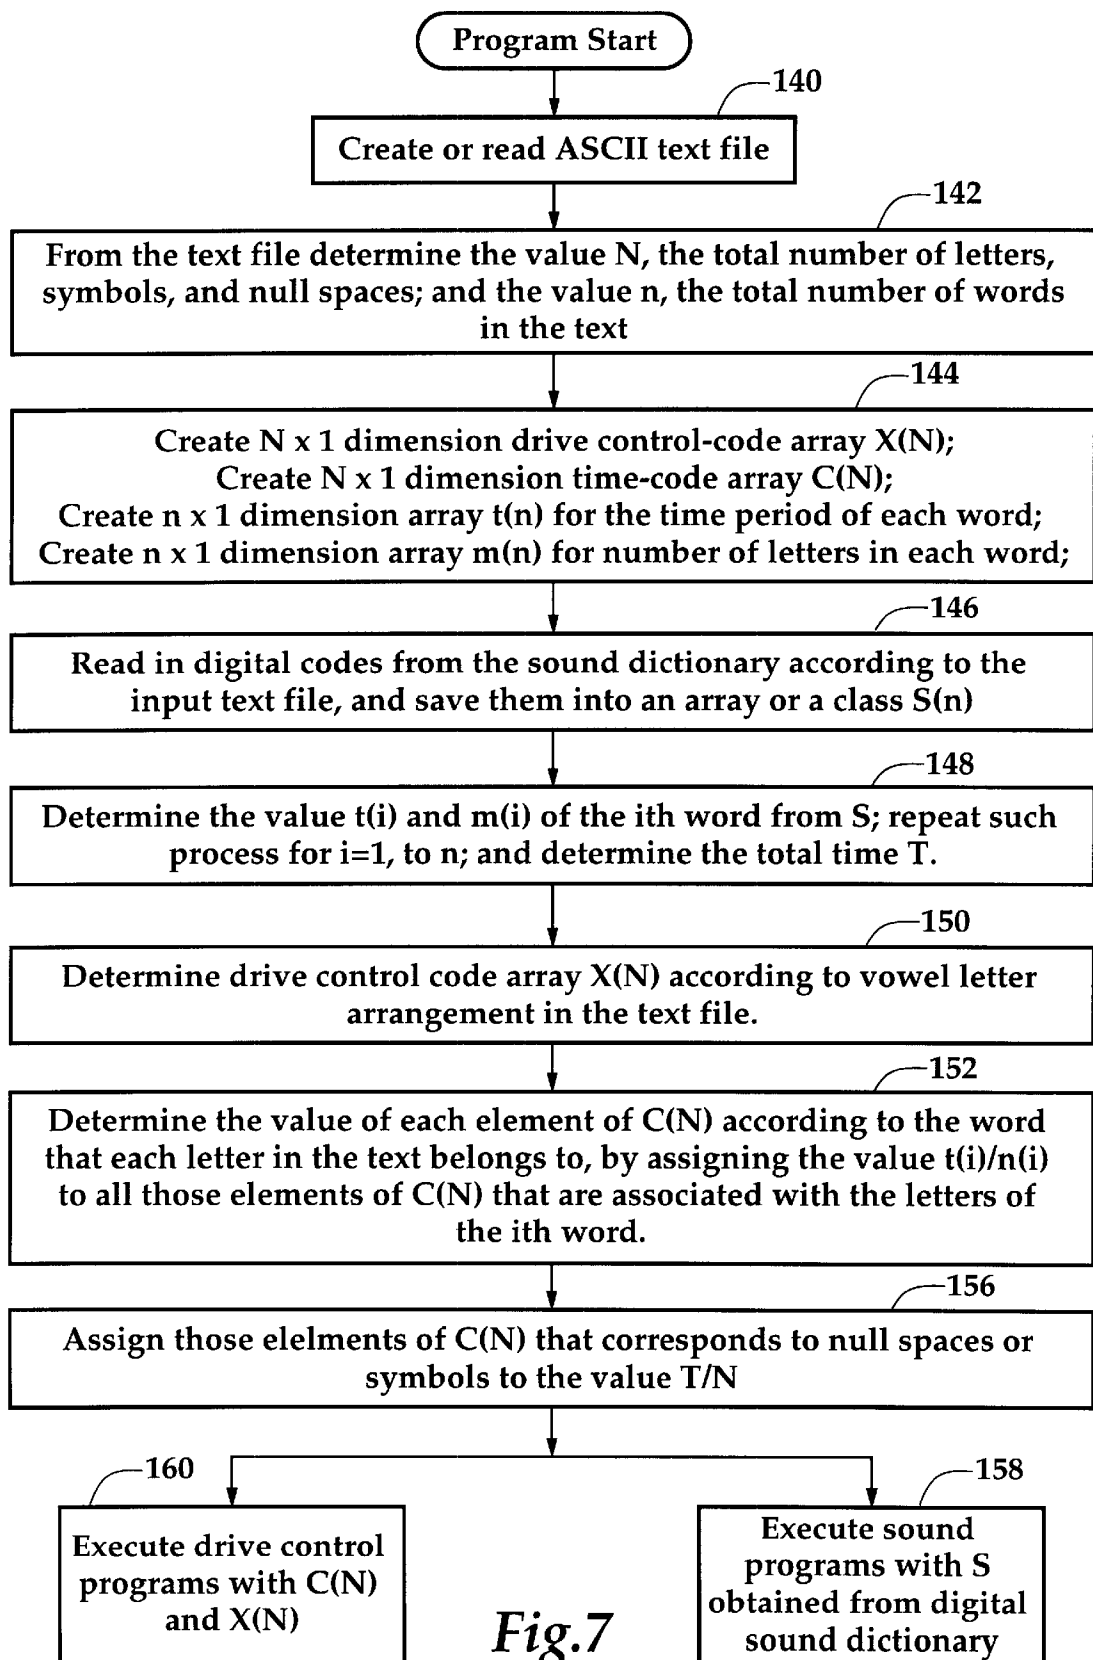 Program Start
140
Create or read ASCII text file
142
From the text file determine the value N, the total number of letters,
symbols, and null spaces; and the value n, the total number of words
in the text
144
Create N x 1 dimension drive control-code array X(N);
Create N x 1 dimension time-code array C(N);
Create n x 1 dimension array t(n) for the time period of each word;
Create n x 1 dimension array m(n) for number of letters in each word;
146
Read in digital codes from the sound dictionary according to the
input text file, and save them into an array or a class S(n)
148
Determine the value t(i) and m(i) of the ith word from S; repeat such
process for i=1, to n; and determine the total time T.
150
Determine drive control code array X(N) according to vowel letter
arrangement in the text file.
152
Determine the value of each element of C(N) according to the word
that each letter in the text belongs to, by assigning the value t(i)/n(i)
to all those elements of C(N) that are associated with the letters of
the ith word.
156
Assign those elelments of C(N) that corresponds to null spaces or
symbols to the value T/N
160
Execute drive control
programs with C(N)
and X(N)
158
Execute sound
programs with S
obtained from digital
sound dictionary
Fig.7